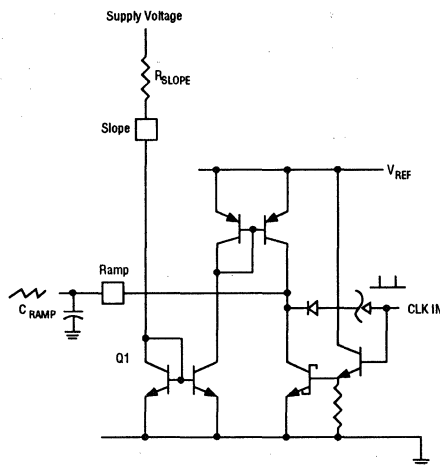 Supply Voltage
RSLOPE
Slope
VREF
Ramp
CRAMP
CLK IN
Q1